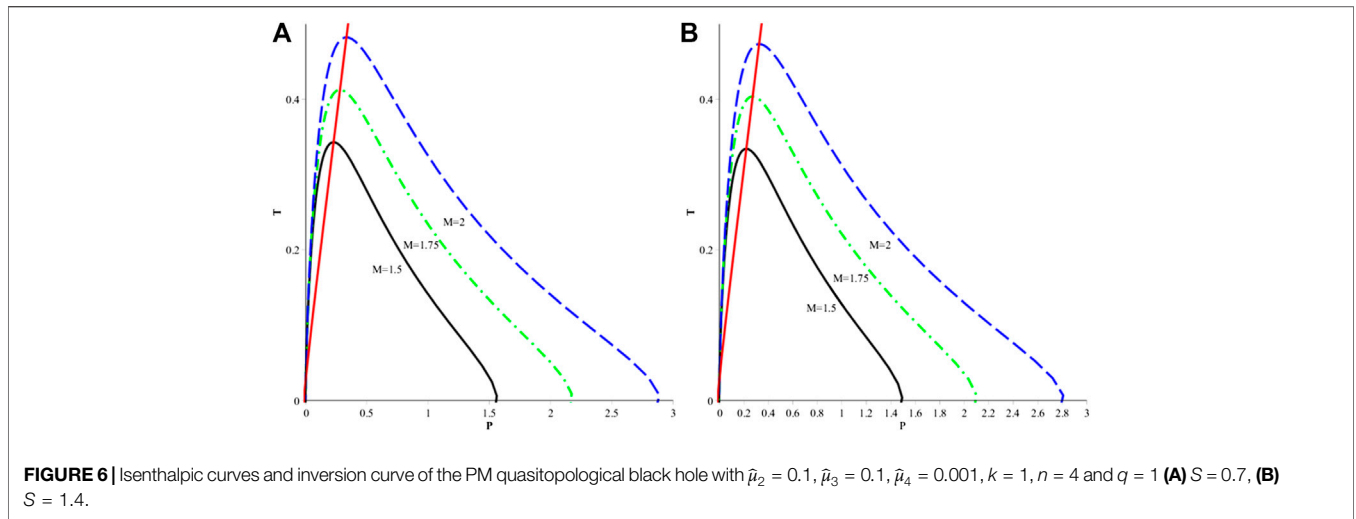 A
0.4
T
0.2
0
M=2
M=1.75
M=1.5
0 0.5 1 1.5 2 2.5 3
P
B
0.4
T
0.2
0
M=2
M=1.75
M=1.5
0 0.2 0.4 0.6 0.8 1 1.2 1.4 1.6 1.8 2 2.2 2.4 2.6 2.8 3
P
FIGURE 6 | Isenthalpic curves and inversion curve of the PM quasitopological black hole with μ̂₂ = 0.1, μ̂₃ = 0.1, μ̂₄ = 0.001, k = 1, n = 4 and q = 1 (A) S = 0.7, (B)
S = 1.4.